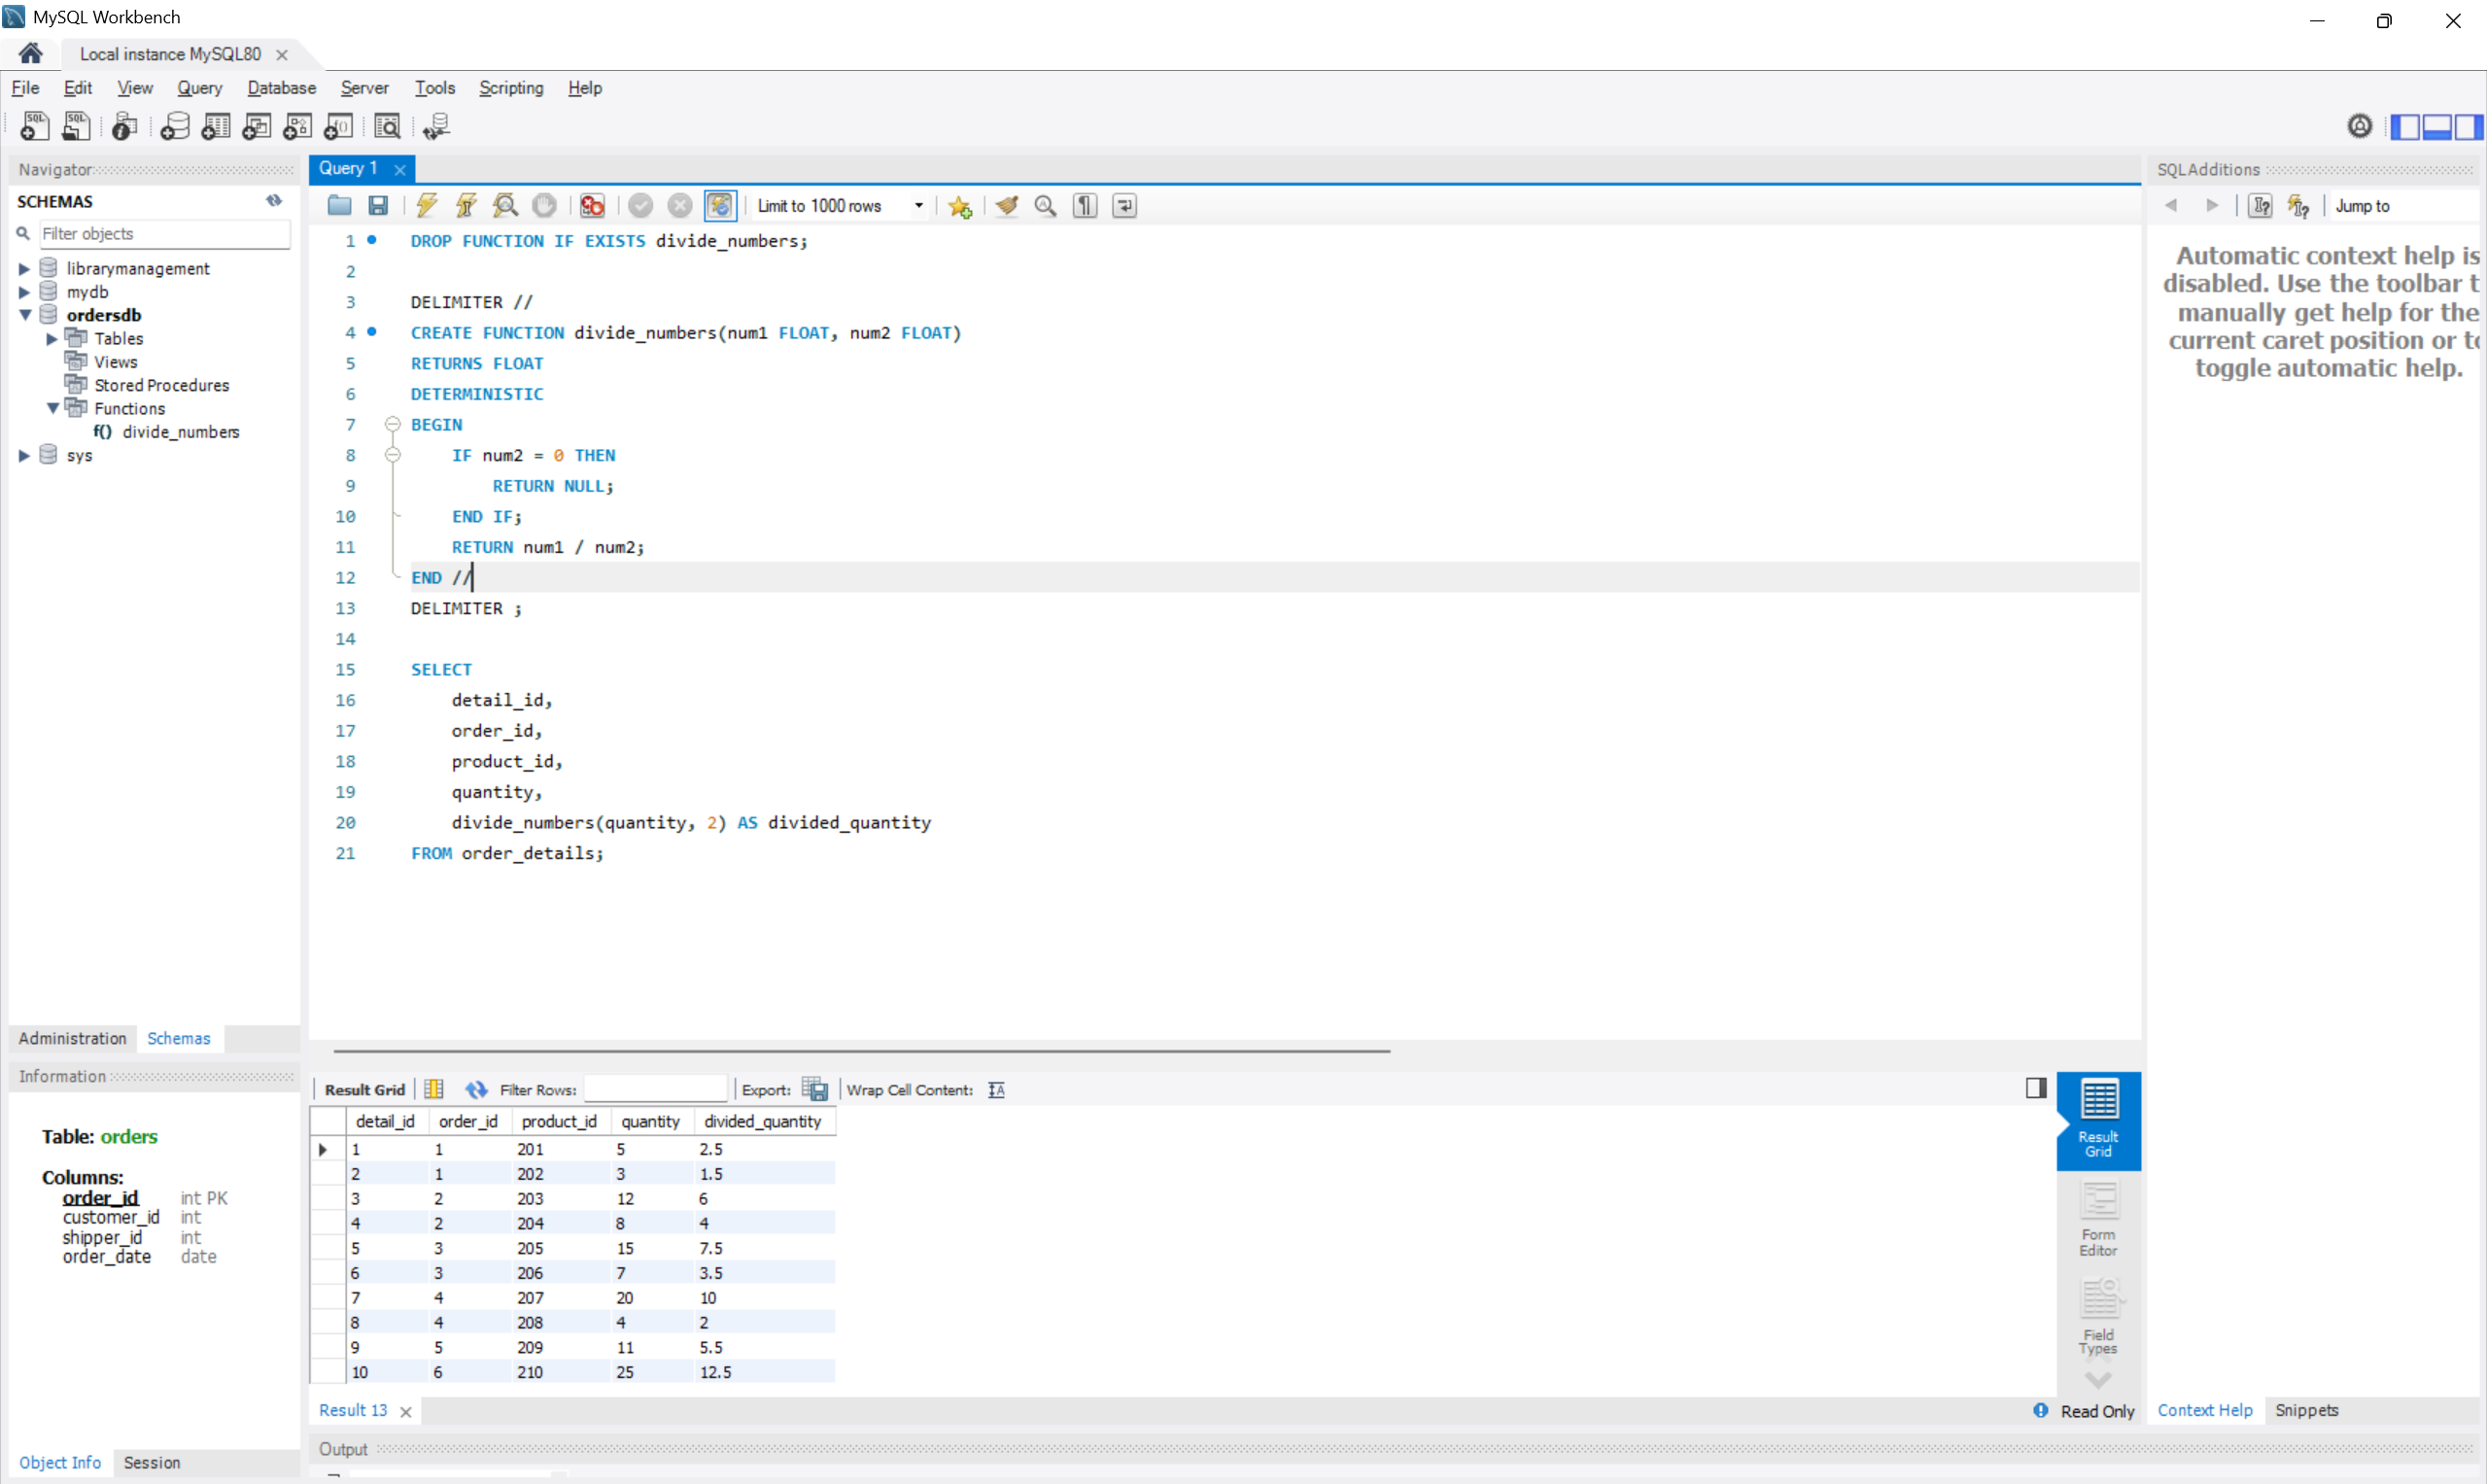 MySQL Workbench
Local instance MySQL80
File Edit View Query Database Server Tools Scripting Help
Navigator
SCHEMAS
Filter objects
librarymanagement
mydb
ordersdb
Tables
Views
Stored Procedures
Functions
f() divide_numbers
sys
Administration Schemas
Information
Table: orders
Columns:
order_id int PK
customer_id int
shipper_id int
order_date date
Object Info Session
Query 1
Limit to 1000 rows
1 DROP FUNCTION IF EXISTS divide_numbers;
2
3 DELIMITER //
4 CREATE FUNCTION divide_numbers(num1 FLOAT, num2 FLOAT)
5 RETURNS FLOAT
6 DETERMINISTIC
7 BEGIN
8 IF num2 = 0 THEN
9 RETURN NULL;
10 END IF;
11 RETURN num1 / num2;
12 END //
13 DELIMITER ;
14
15 SELECT
16 detail_id,
17 order_id,
18 product_id,
19 quantity,
20 divide_numbers(quantity, 2) AS divided_quantity
21 FROM order_details;
Result Grid Filter Rows: Export: Wrap Cell Content:
detail_id order_id product_id quantity divided_quantity
1 1 201 5 2.5
2 1 202 3 1.5
3 2 203 12 6
4 2 204 8 4
5 3 205 15 7.5
6 3 206 7 3.5
7 4 207 20 10
8 4 208 4 2
9 5 209 11 5.5
10 6 210 25 12.5
Result
Grid
Form
Editor
Field
Types
Result 13
Read Only
Output
SQLAdditions
Jump to
Automatic context help is
disabled. Use the toolbar t
manually get help for the
current caret position or to
toggle automatic help.
Context Help Snippets